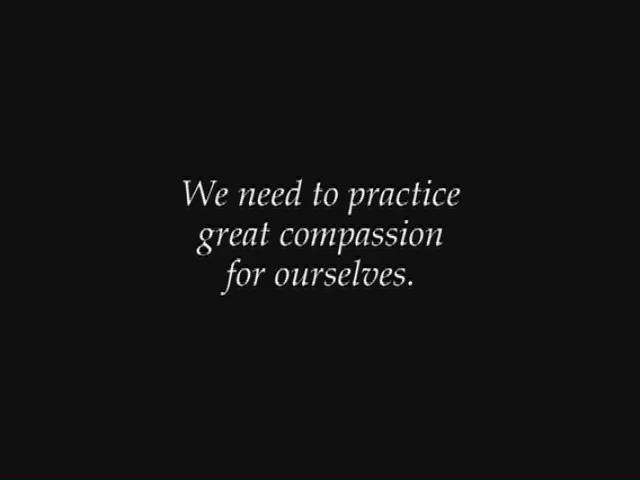 We need to practice
great compassion
for ourselves.